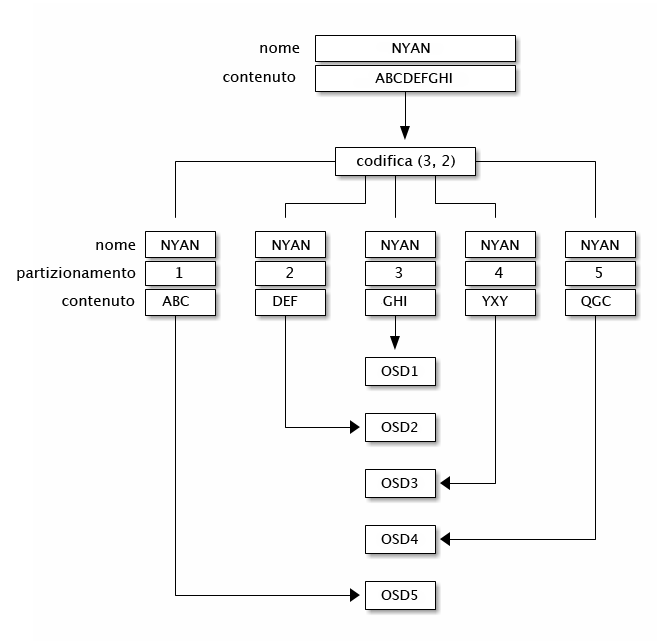 nome NYAN
contenuto ABCDEFGHI
codifica (3, 2)
nome NYAN NYAN NYAN NYAN NYAN
partizionamento 1 2 3 4 5
contenuto ABC DEF GHI YXY QGC
OSD1
OSD2
OSD3
OSD4
OSD5